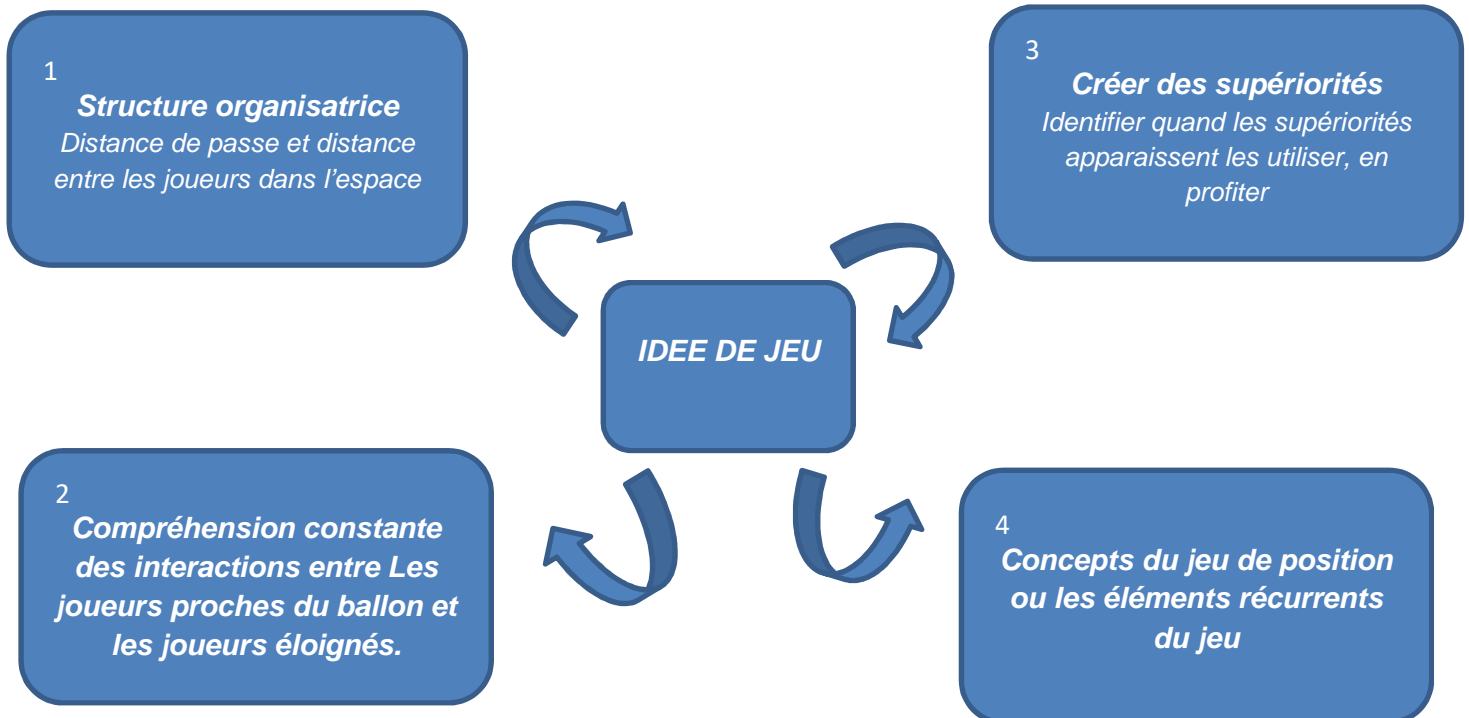 1
Structure organisatrice
Distance de passe et distance
entre les joueurs dans l'espace
3
Créer des supériorités
Identifier quand les supériorités
apparaissent les utiliser, en
profiter
IDEE DE JEU
2
Compréhension constante
des interactions entre Les
joueurs proches du ballon et
les joueurs éloignés.
4
Concepts du jeu de position
ou les éléments récurrents
du jeu